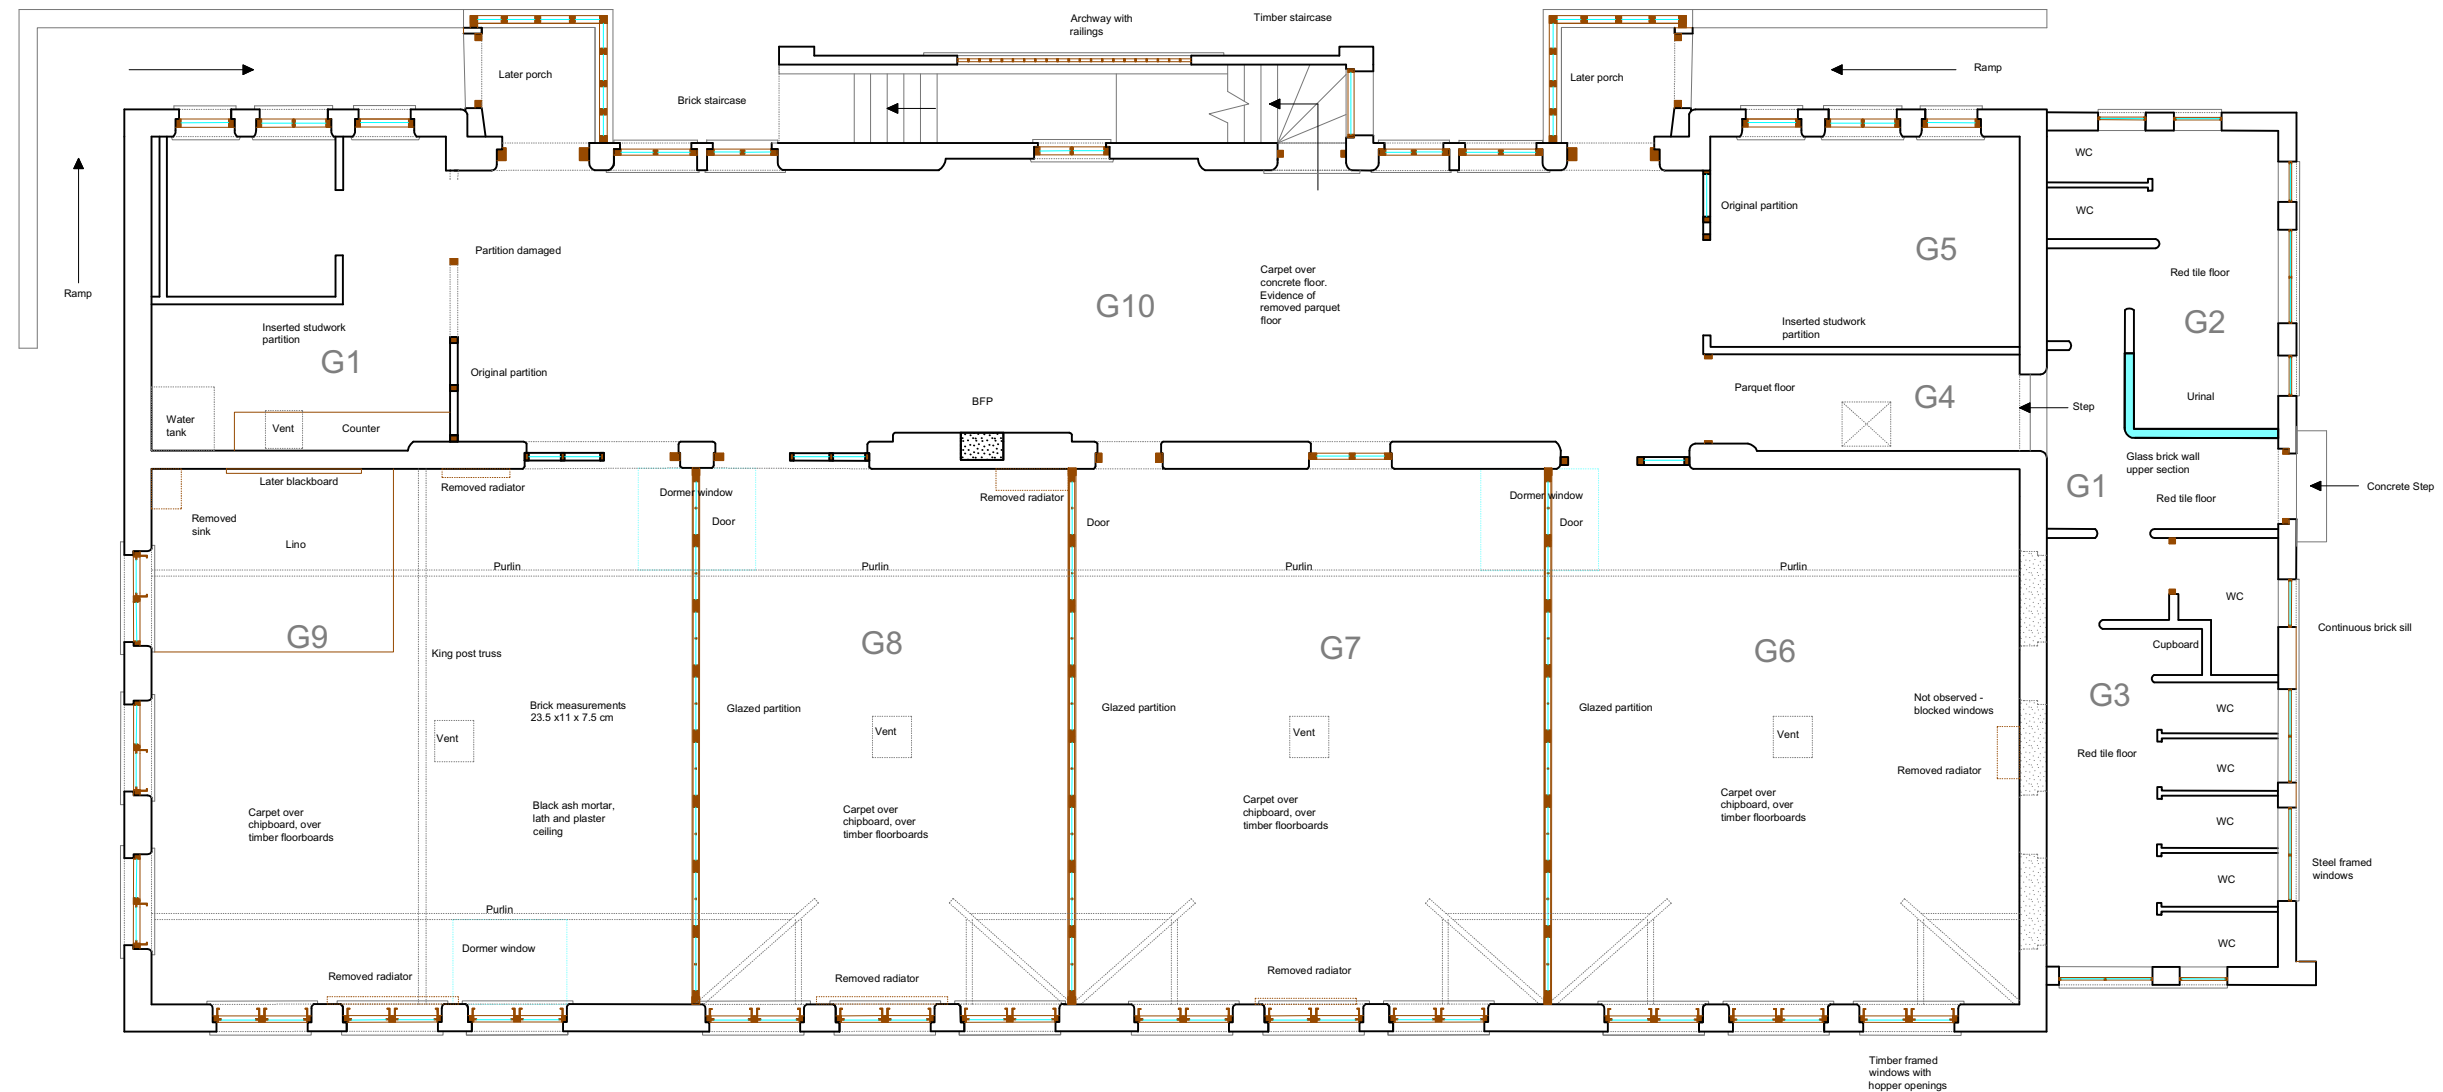 Archway with
railings
Timber staircase
Later porch
Later porch
Ramp
Brick staircase
WC
WC
Original partition
Partition damaged
G5
Carpet over
concrete floor.
Evidence of
removed parquet
floor
Red tile floor
Ramp
G10
G2
Inserted studwork
partition
Inserted studwork
partition
G1
Original partition
Parquet floor
G4
Urinal
BFP
Step
Water
tank
Vent
Counter
Glass brick wall
upper section
Later blackboard
Removed radiator
Dormer window
Removed radiator
Dormer window
G1
Red tile floor
Concrete Step
Removed
sink
Door
Door
Door
Lino
Purlin
Purlin
Purlin
Purlin
WC
Continuous brick sill
G9
G8
G7
G6
Cupboard
King post truss
G3
Brick measurements
23.5 x11 x 7.5 cm
Glazed partition
Glazed partition
Glazed partition
Not observed -
blocked windows
WC
Vent
Vent
Vent
Vent
Red tile floor
Removed radiator
WC
Carpet over
chipboard, over
timber floorboards
Black ash mortar,
lath and plaster
ceiling
Carpet over
chipboard, over
timber floorboards
Carpet over
chipboard, over
timber floorboards
Carpet over
chipboard, over
timber floorboards
WC
Steel framed
windows
WC
Purlin
Dormer window
WC
Removed radiator
Removed radiator
Removed radiator
Timber framed
windows with
hopper openings